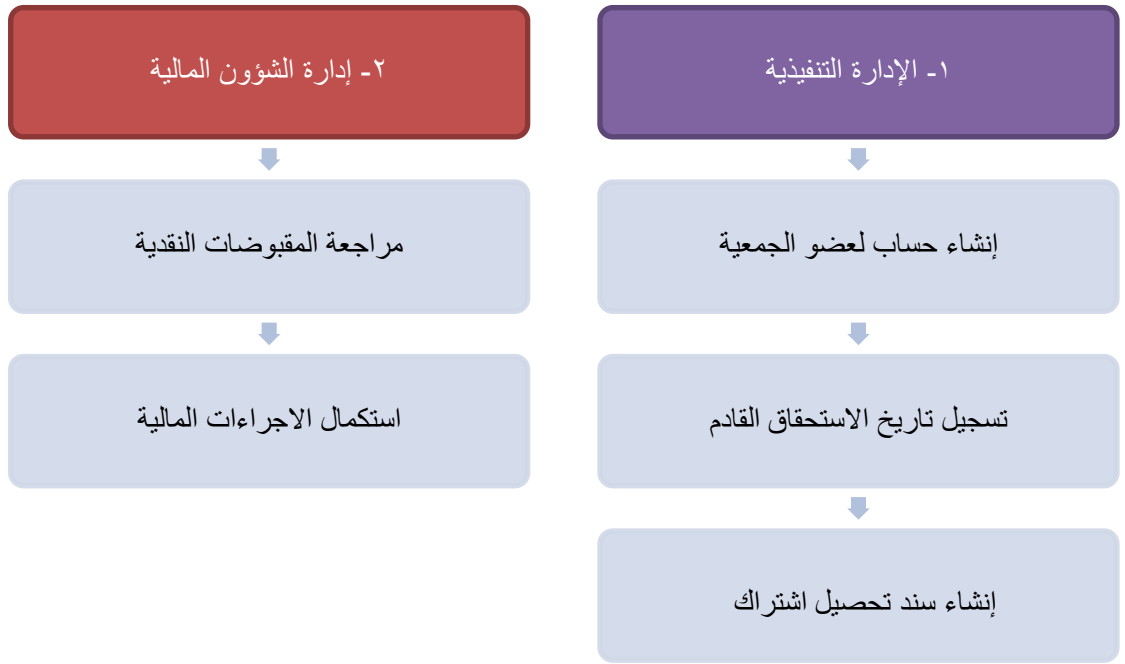 ١- الإدارة التنفيذية
إنشاء حساب لعضو الجمعية
تسجيل تاريخ الاستحقاق القادم
إنشاء سند تحصيل اشتراك
٢- إدارة الشؤون المالية
مراجعة المقبوضات النقدية
استكمال الاجراءات المالية